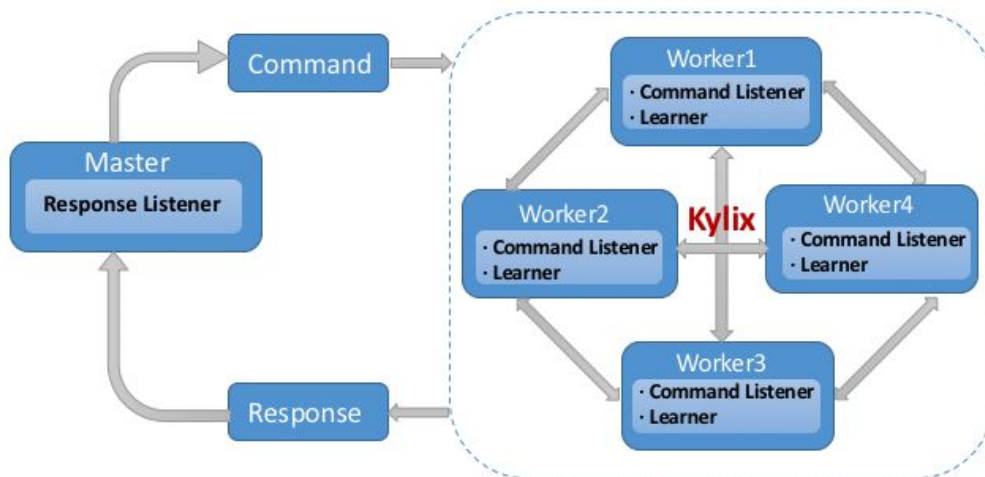 Command
Master
Response Listener
Response
Worker1
· Command Listener
· Learner
Worker2
· Command Listener
· Learner
Kylix
Worker4
· Command Listener
· Learner
Worker3
· Command Listener
· Learner